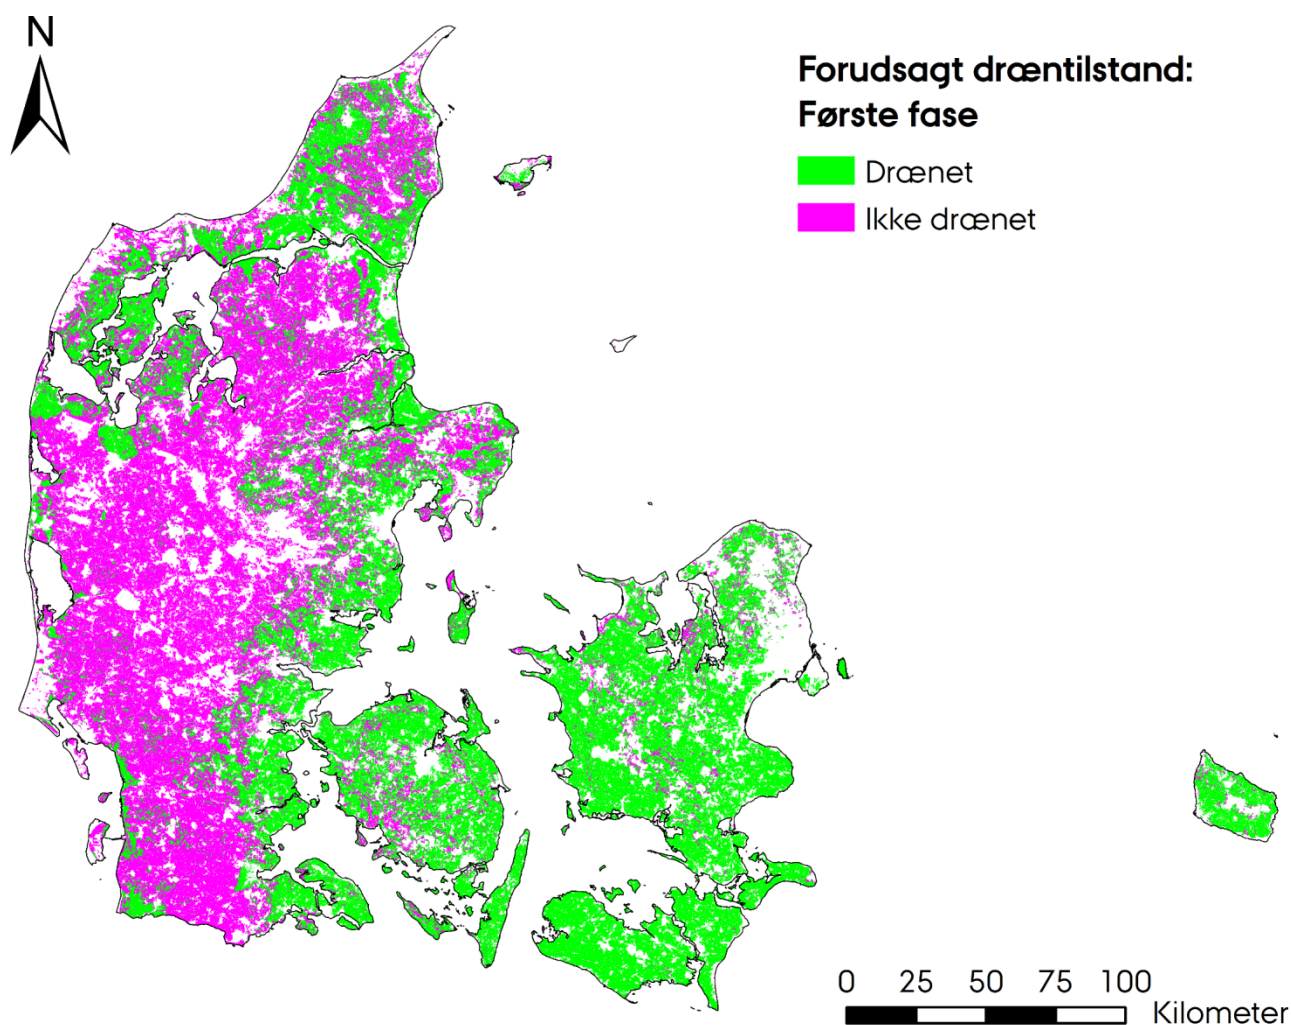 N
Forudsagt dræntilstand:
Første fase
Drænet
Ikke drænet
0 25 50 75 100
Kilometer